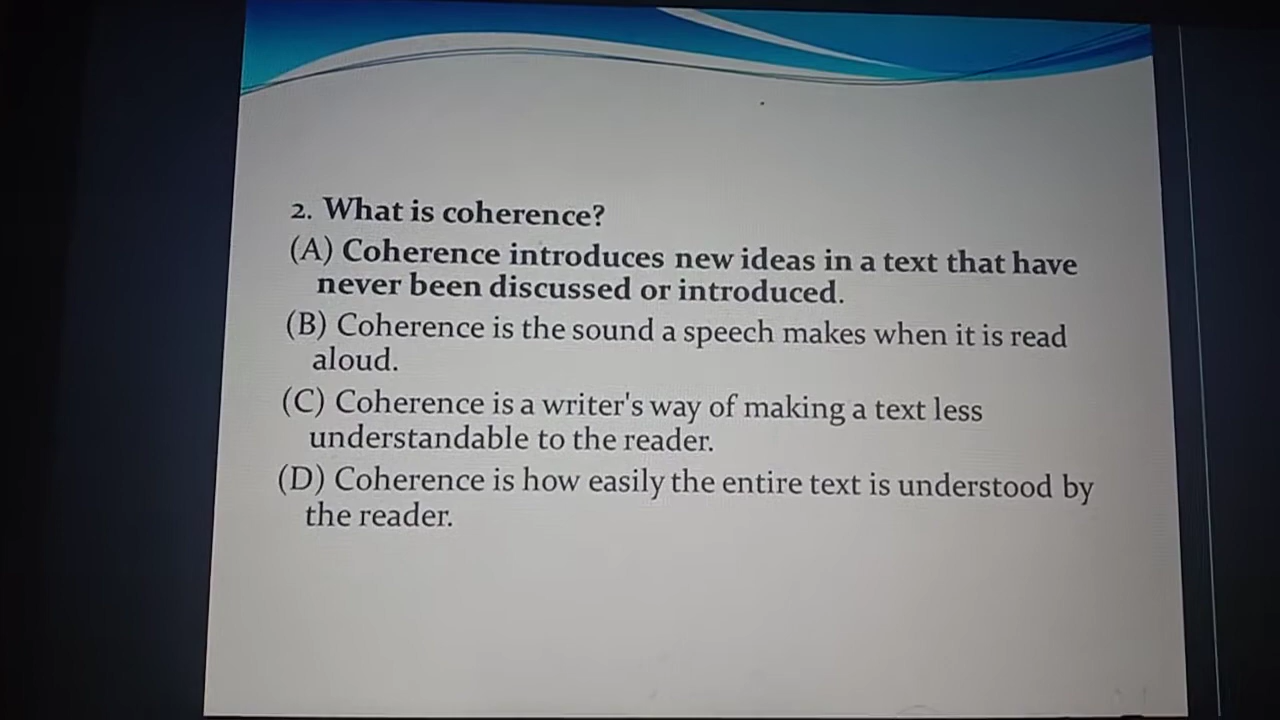 2. What is coherence?
(A) Coherence introduces new ideas in a text that have
never been discussed or introduced.
(B) Coherence is the sound a speech makes when it is read
aloud.
(C) Coherence is a writer's way of making a text less
understandable to the reader.
(D) Coherence is how easily the entire text is understood by
the reader.